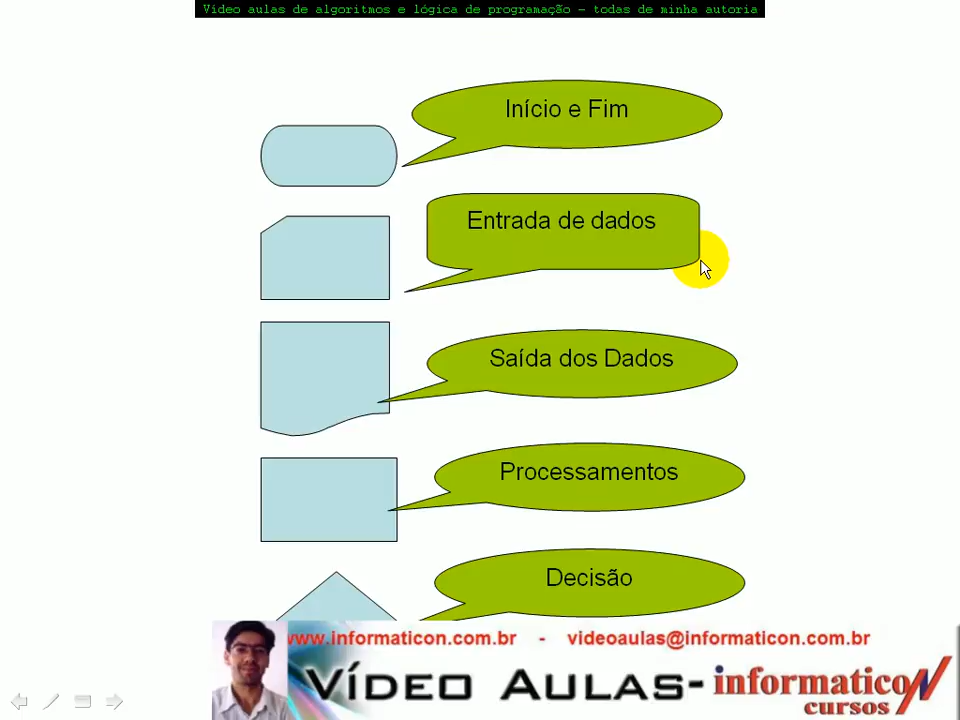 Vídeo aulas de algoritmos e lógica de programação - todas de minha autoria
Início e Fim
Entrada de dados
Saída dos Dados
Processamentos
Decisão
www.informaticon.com.br - videoaulas@informaticon.com.br
VÍDEO AULAS-informaticoN
cursos